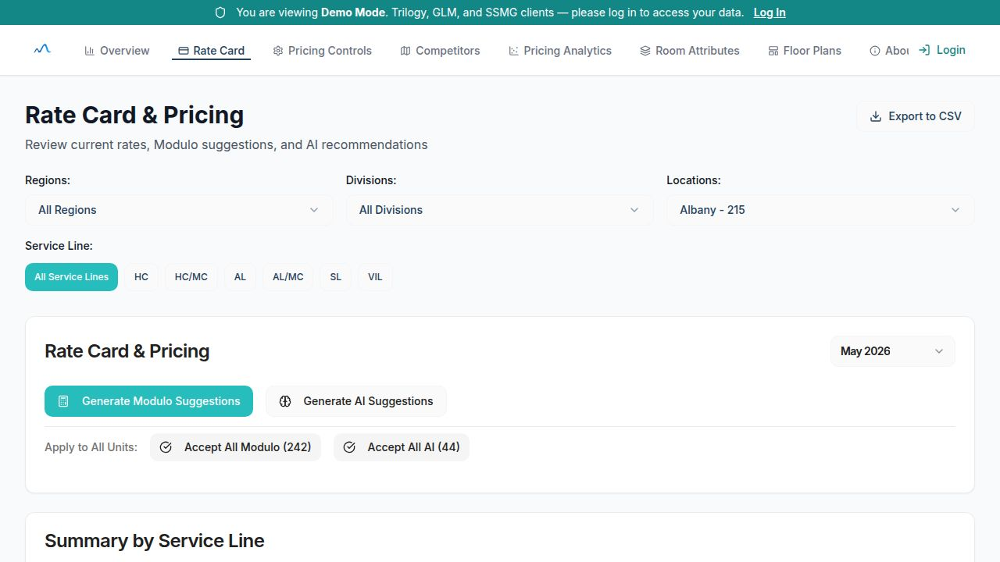 You are viewing Demo Mode. Trilogy, GLM, and SSMG clients — please log in to access your data. Log In
Overview Rate Card Pricing Controls Competitors Pricing Analytics Room Attributes Floor Plans Abou Login
Rate Card & Pricing
Export to CSV
Review current rates, Modulo suggestions, and AI recommendations
Regions: Divisions: Locations:
All Regions All Divisions Albany - 215
Service Line:
All Service Lines HC HC/MC AL AL/MC SL VIL
Rate Card & Pricing
May 2026
Generate Modulo Suggestions Generate AI Suggestions
Apply to All Units: Accept All Modulo (242) Accept All AI (44)
Summary by Service Line